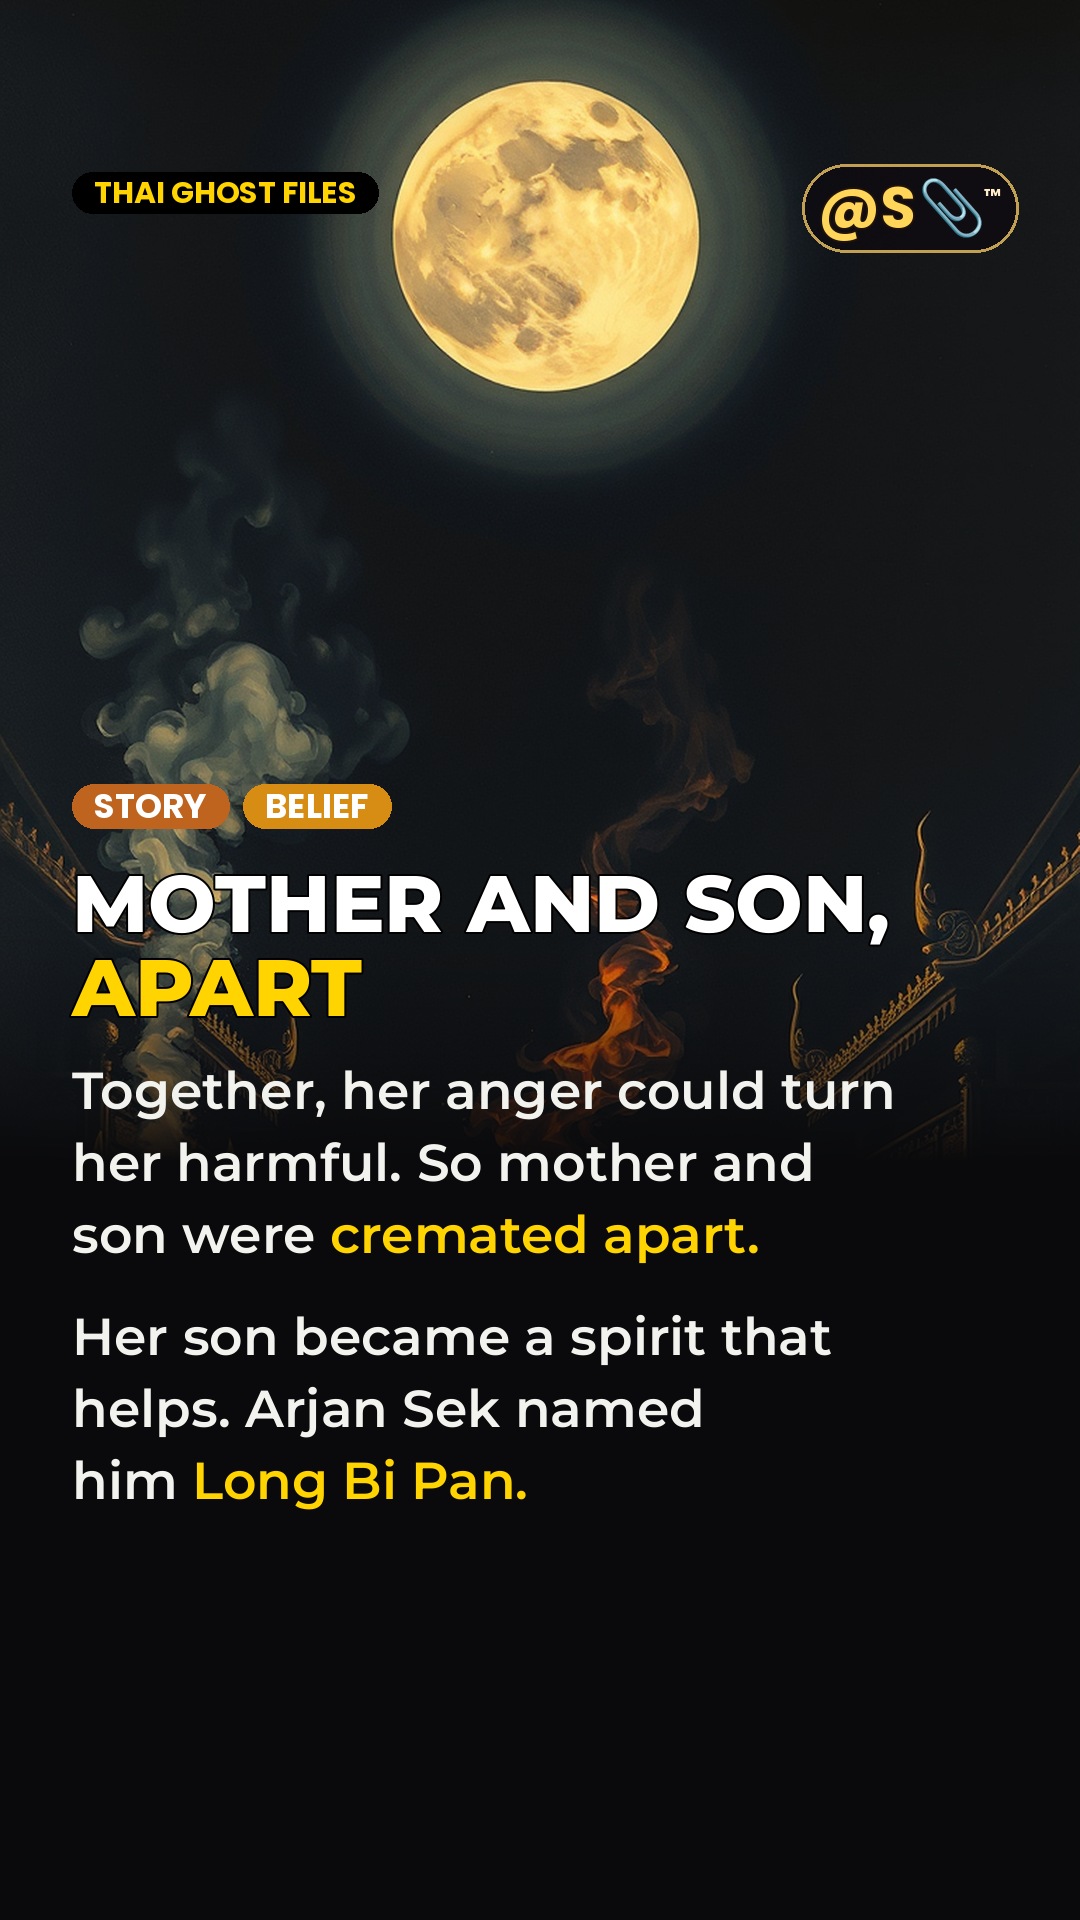 THAI GHOST FILES
@S📎™
STORY BELIEF
MOTHER AND SON,
APART
Together, her anger could turn
her harmful. So mother and
son were cremated apart.
Her son became a spirit that
helps. Arjan Sek named
him Long Bi Pan.